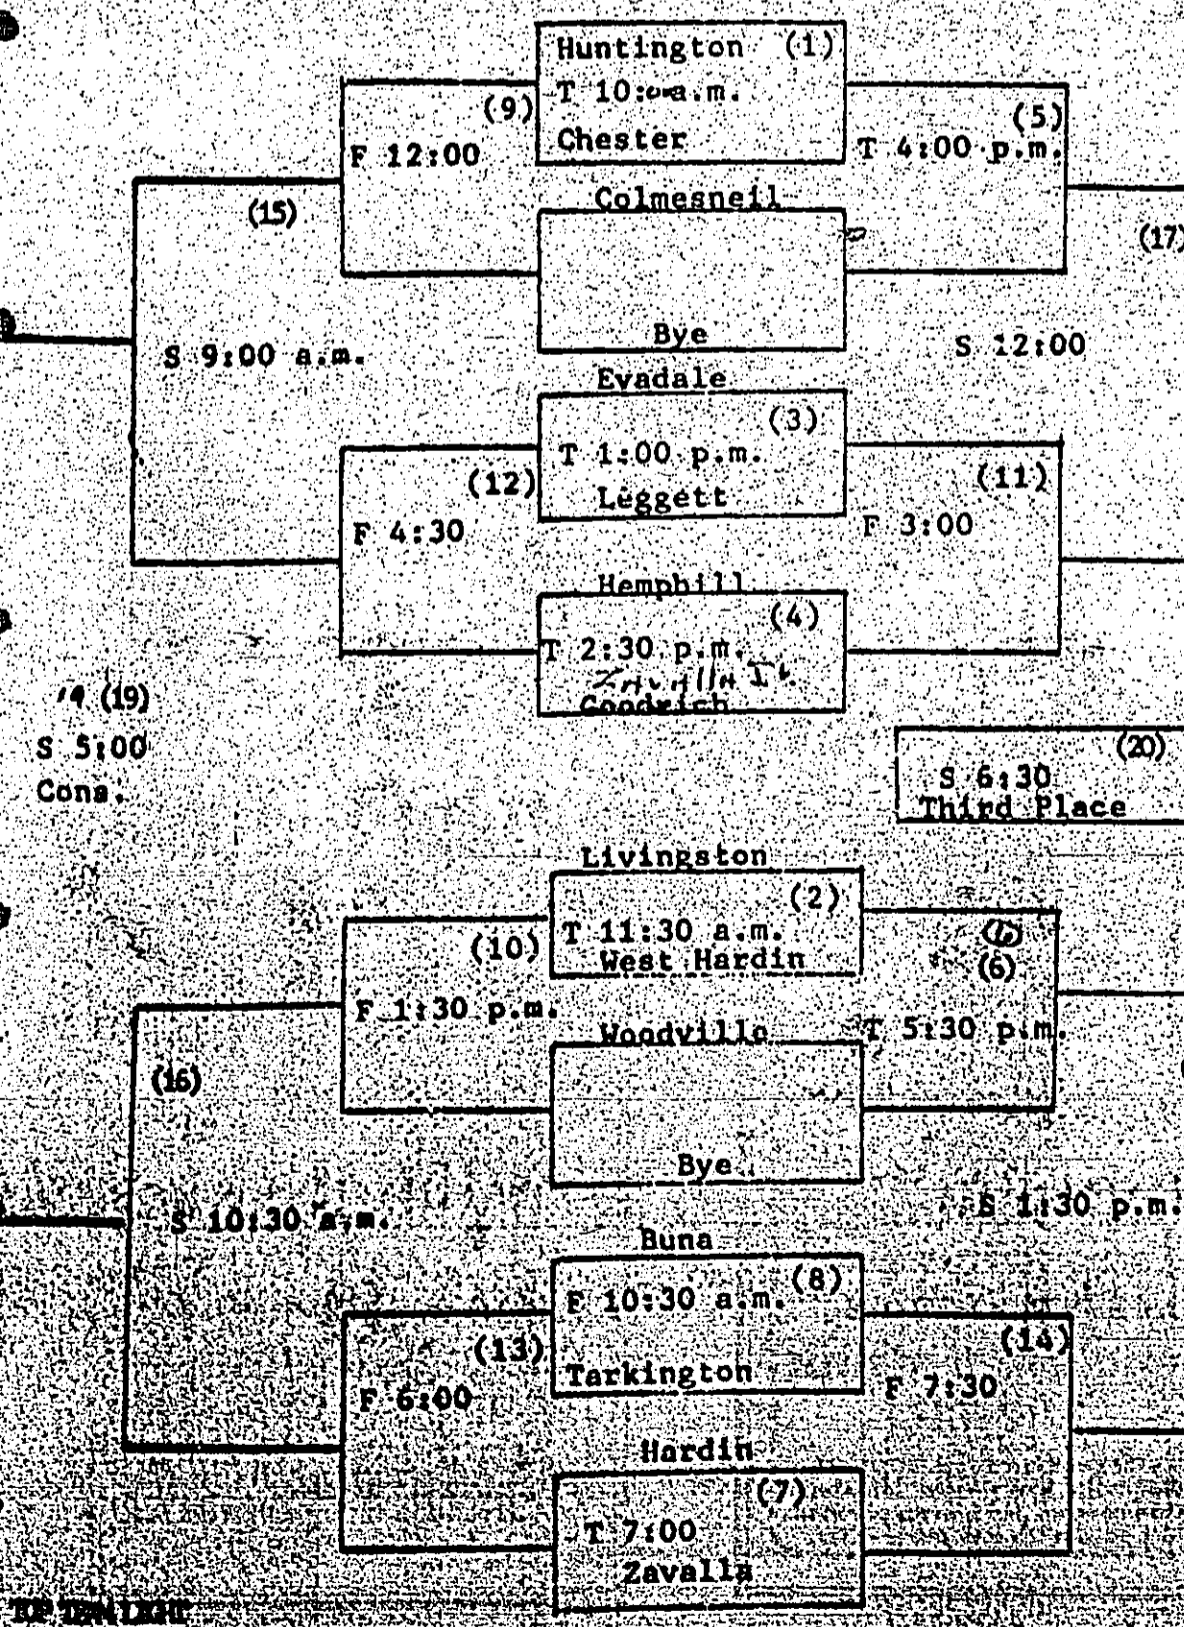 Huntington (1)
T 10:00 a.m.
Chester
(9)
F 12:00
(5)
T 4:00 p.m.
Colmesneil
Bye
(15)
S 9:00 a.m.
(17)
S 12:00
Evadale
(3)
T 1:00 p.m.
Leggett
(12)
F 4:30
(11)
F 3:00
Hemphill
(4)
T 2:30 p.m.
Goodrich
(19)
S 5:00
Cons.
(20)
S 6:30
Third Place
Livingston
(2)
T 11:30 a.m.
West Hardin
(10)
F 1:30 p.m.
(6)
T 5:30 p.m.
Woodville
Bye
(16)
S 10:30 a.m.
S 1:30 p.m.
Buna
(8)
F 10:30 a.m.
Tarkington
(13)
F 6:00
(14)
F 7:30
Hardin
(7)
T 7:00
Zavalla
TOP TEAM LIGHT